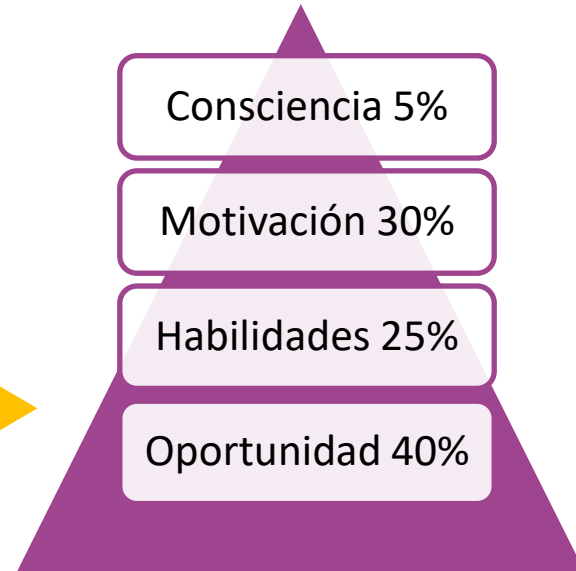 Consciencia 5%
Motivación 30%
Habilidades 25%
Oportunidad 40%